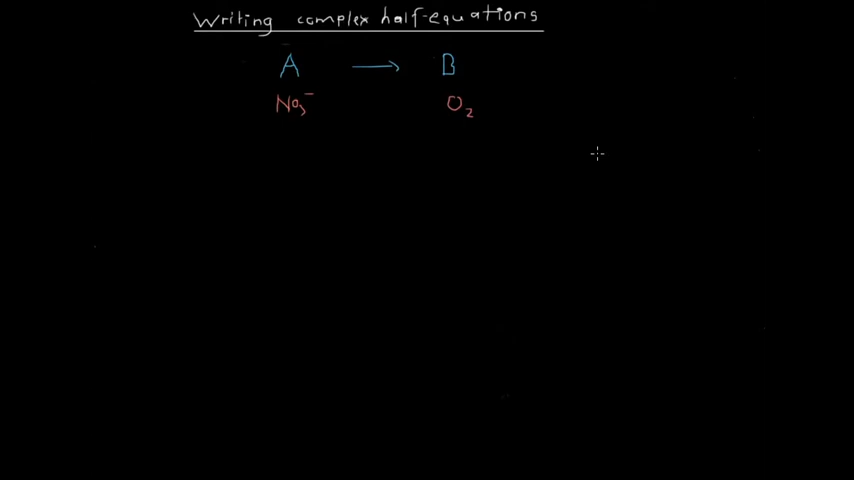 Writing complex half-equations
A → B
NO₃⁻ O₂